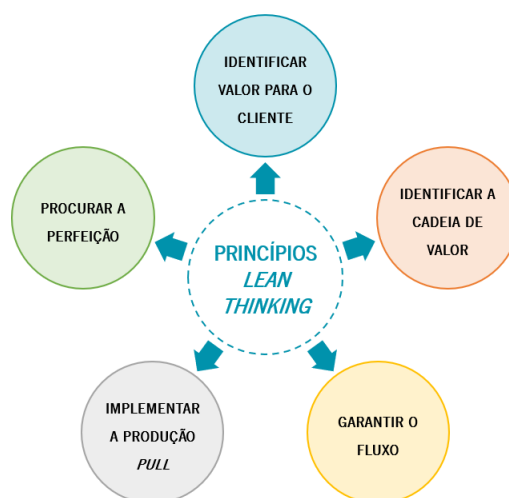 IDENTIFICAR
VALOR PARA O
CLIENTE
IDENTIFICAR A
CADEIA DE
VALOR
GARANTIR O
FLUXO
IMPLEMENTAR
A PRODUÇÃO
PULL
PROCURAR A
PERFEIÇÃO
PRINCÍPIOS
LEAN
THINKING